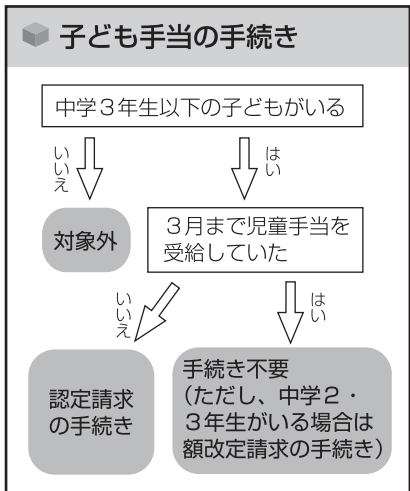 子ども手当の手続き
中学3年生以下の子どもがいる
いいえ
はい
対象外
3月まで児童手当を
受給していた
いいえ
はい
認定請求
の手続き
手続き不要
(ただし、中学2・
3年生がいる場合は
額改定請求の手続き)